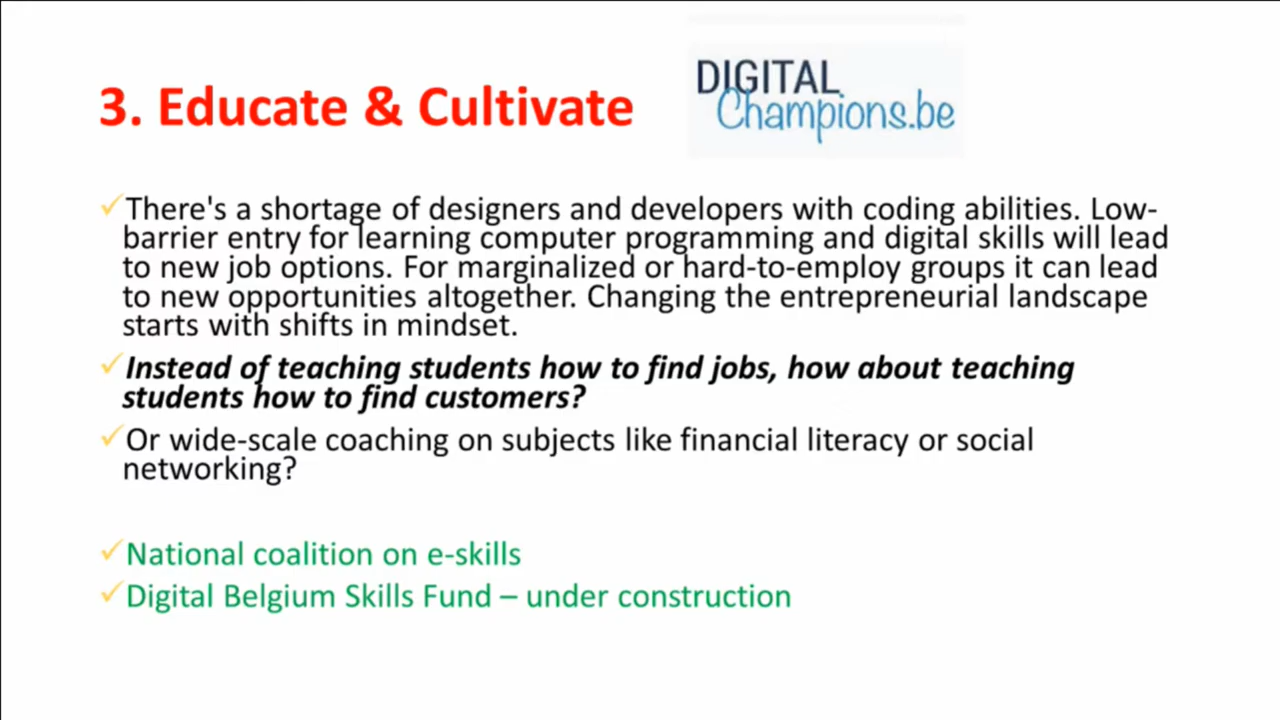 3. Educate & Cultivate
DIGITAL
Champions.be
There's a shortage of designers and developers with coding abilities. Low-
barrier entry for learning computer programming and digital skills will lead
to new job options. For marginalized or hard-to-employ groups it can lead
to new opportunities altogether. Changing the entrepreneurial landscape
starts with shifts in mindset.
Instead of teaching students how to find jobs, how about teaching
students how to find customers?
Or wide-scale coaching on subjects like financial literacy or social
networking?
National coalition on e-skills
Digital Belgium Skills Fund – under construction